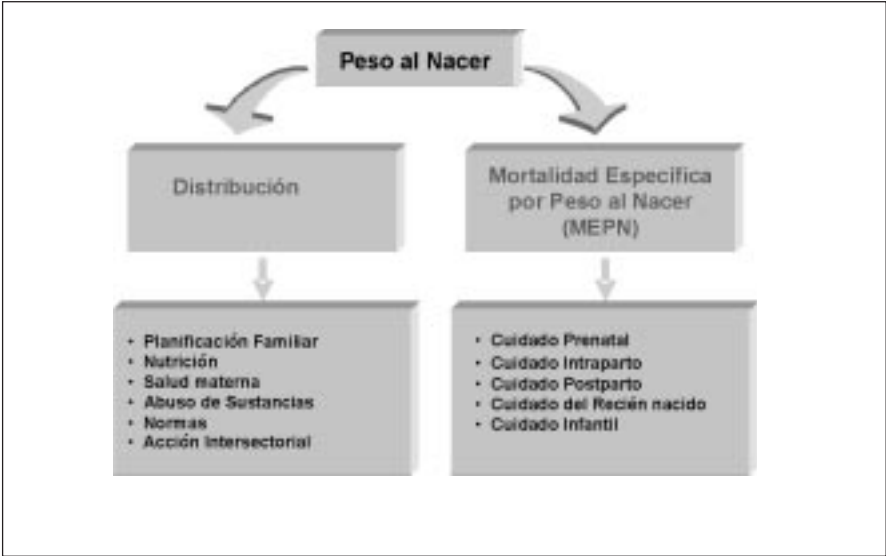 Peso al Nacer
Distribución
Mortalidad Específica
por Peso al Nacer
(MEPN)
• Planificación Familiar
• Nutrición
• Salud materna
• Abuso de Sustancias
• Normas
• Acción Intersectorial
• Cuidado Prenatal
• Cuidado Intraparto
• Cuidado Postparto
• Cuidado del Recién nacido
• Cuidado Infantil